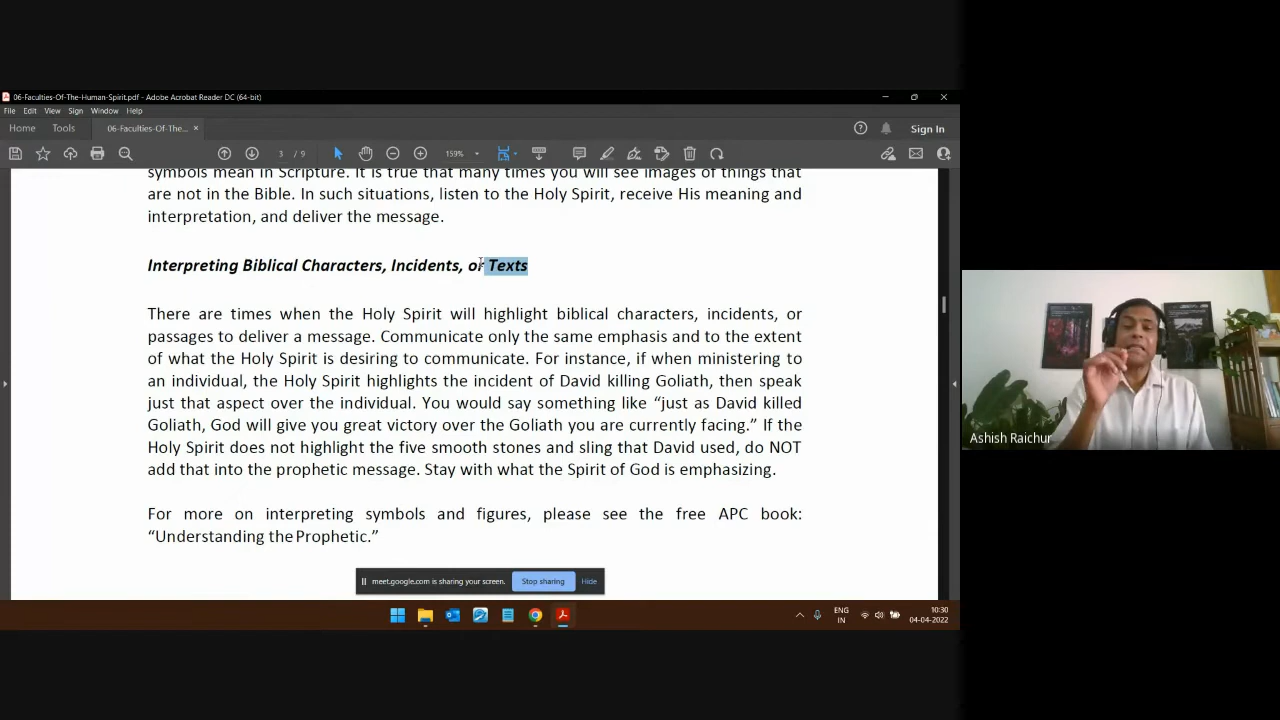 06-Faculties-Of-The-Human-Spirit.pdf - Adobe Acrobat Reader DC (64-bit)
File Edit View Sign Window Help
Home Tools 06-Faculties-Of-The... × Sign In
3 / 9 159%
symbols mean in Scripture. It is true that many times you will see images of things that
are not in the Bible. In such situations, listen to the Holy Spirit, receive His meaning and
interpretation, and deliver the message.
Interpreting Biblical Characters, Incidents, or Texts
There are times when the Holy Spirit will highlight biblical characters, incidents, or
passages to deliver a message. Communicate only the same emphasis and to the extent
of what the Holy Spirit is desiring to communicate. For instance, if when ministering to
an individual, the Holy Spirit highlights the incident of David killing Goliath, then speak
just that aspect over the individual. You would say something like “just as David killed
Goliath, God will give you great victory over the Goliath you are currently facing.” If the
Holy Spirit does not highlight the five smooth stones and sling that David used, do NOT
add that into the prophetic message. Stay with what the Spirit of God is emphasizing.
For more on interpreting symbols and figures, please see the free APC book:
“Understanding the Prophetic.”
meet.google.com is sharing your screen. Stop sharing Hide
ENG
IN
10:30
04-04-2022
Ashish Raichur